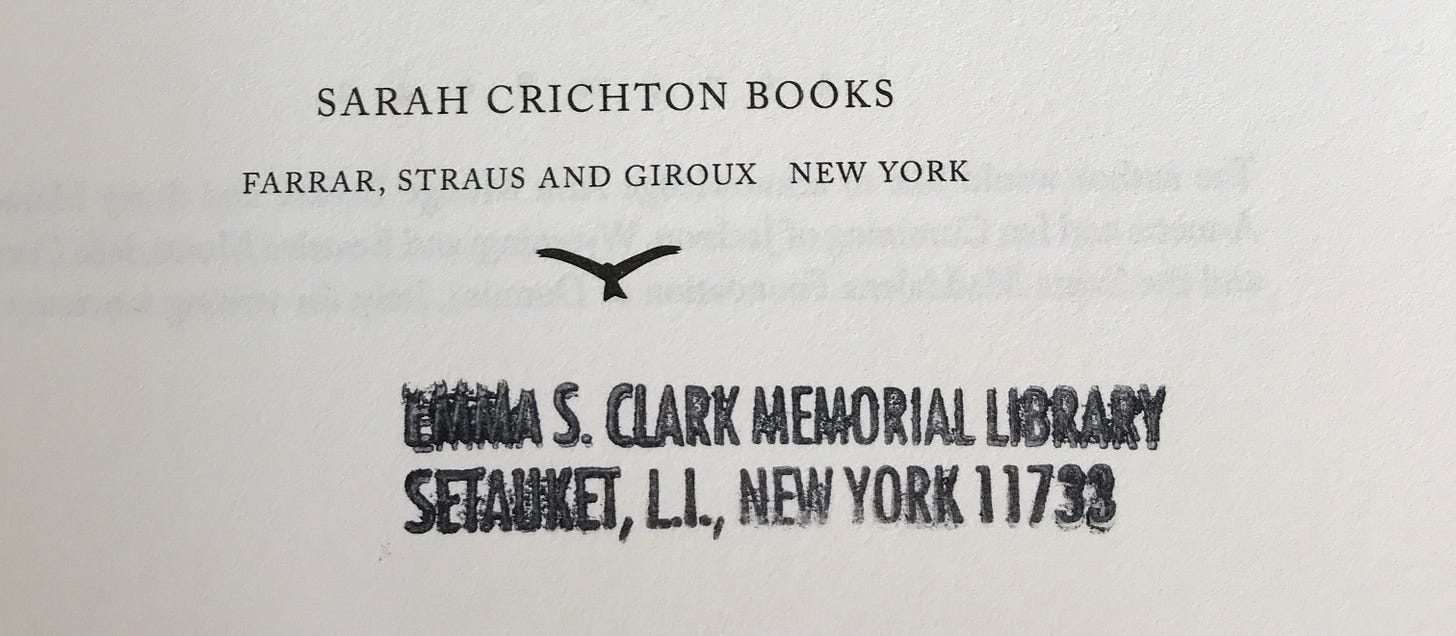 SARAH CRICHTON BOOKS
FARRAR, STRAUS AND GIROUX NEW YORK
EMMA S. CLARK MEMORIAL LIBRARY
SETAUKET, L.I., NEW YORK 11733